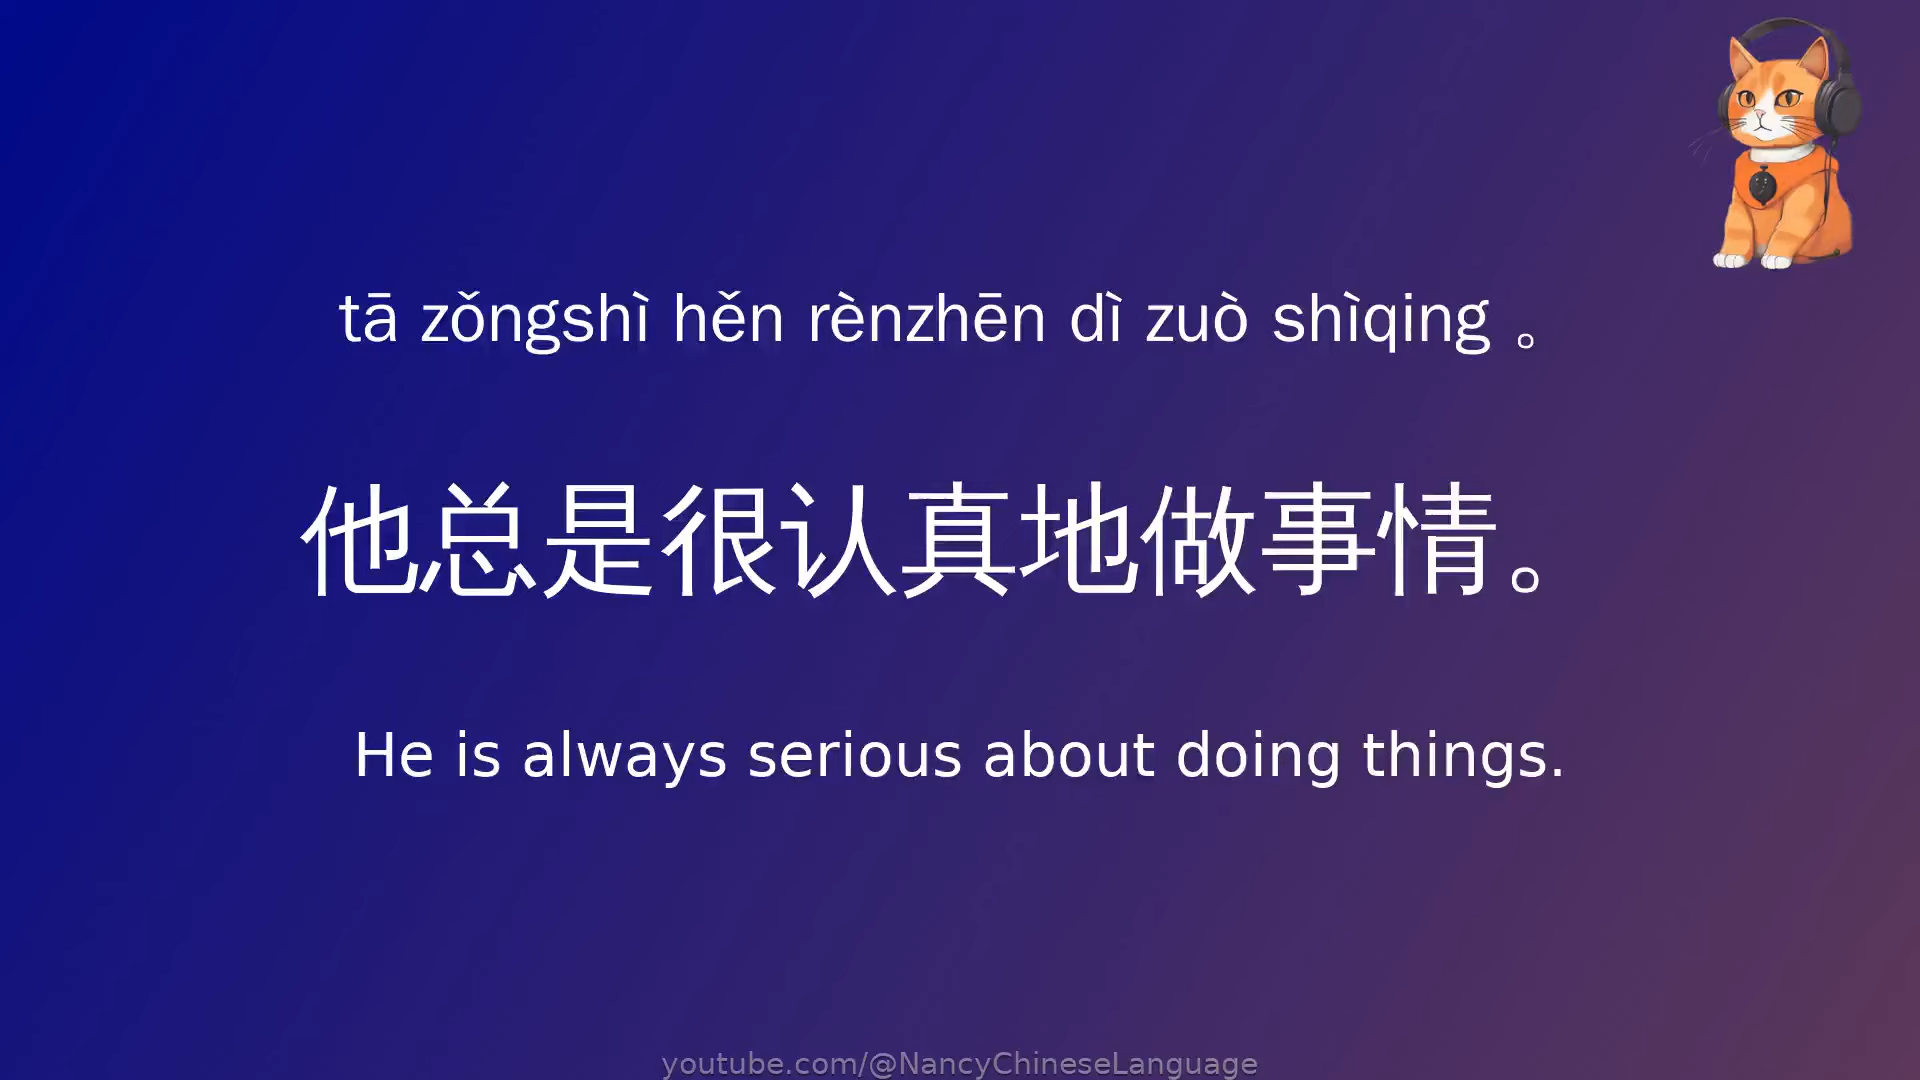 tā zǒngshì hěn rènzhēn dì zuò shìqing 。
他总是很认真地做事情。
He is always serious about doing things.
youtube.com/@NancyChineseLanguage